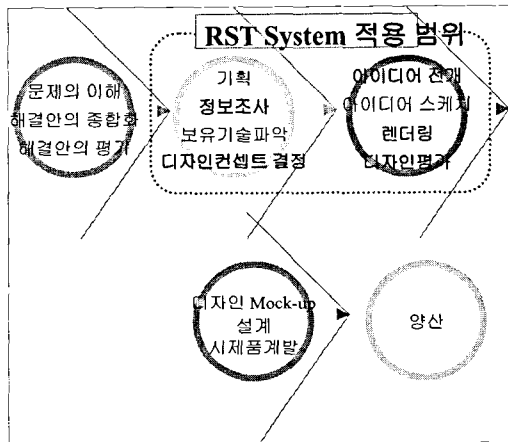 RST System 적용 범위
문제의 이해
해결안의 종합화
해결안의 평가
기획
정보조사
보유기술파악
디자인컨셉트 결정
아이디어 전개
아이디어 스케치
렌더링
디자인평가
디자인 Mock-up
설계
시제품계발
양산